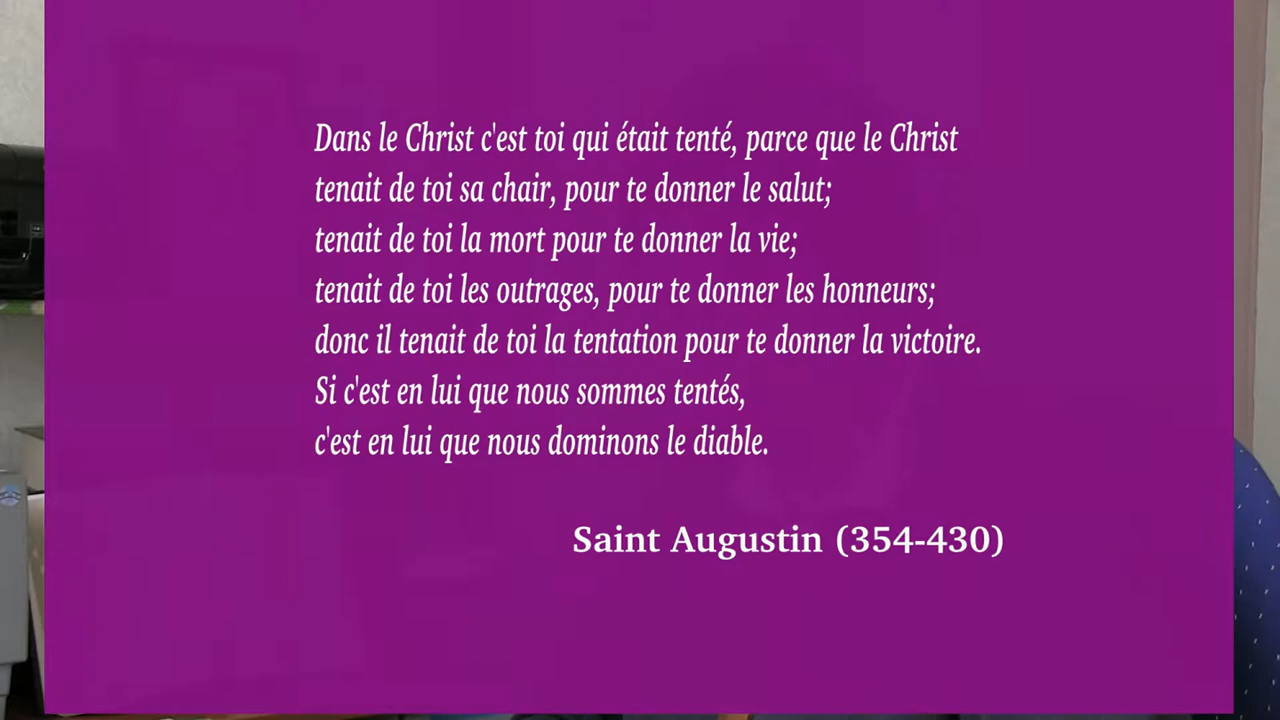 Dans le Christ c'est toi qui était tenté, parce que le Christ
tenait de toi sa chair, pour te donner le salut;
tenait de toi la mort pour te donner la vie;
tenait de toi les outrages, pour te donner les honneurs;
donc il tenait de toi la tentation pour te donner la victoire.
Si c'est en lui que nous sommes tentés,
c'est en lui que nous dominons le diable.
Saint Augustin (354-430)